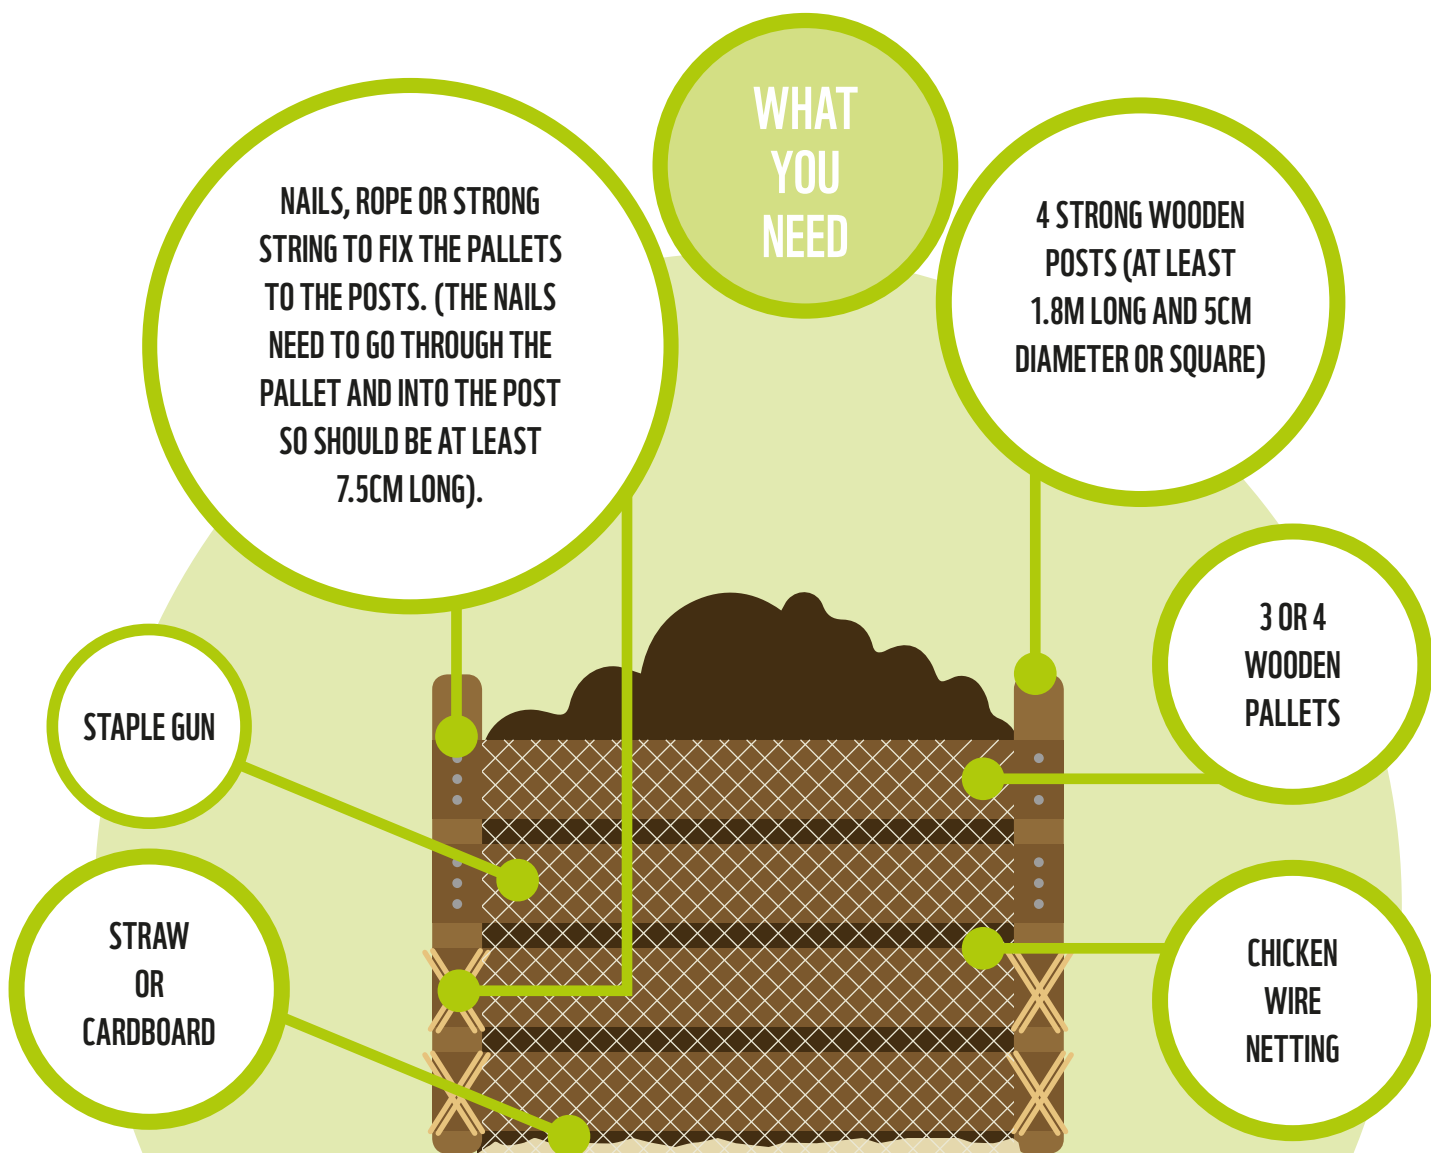 WHAT
YOU
NEED
NAILS, ROPE OR STRONG
STRING TO FIX THE PALLETS
TO THE POSTS. (THE NAILS
NEED TO GO THROUGH THE
PALLET AND INTO THE POST
SO SHOULD BE AT LEAST
7.5CM LONG).
4 STRONG WOODEN
POSTS (AT LEAST
1.8M LONG AND 5CM
DIAMETER OR SQUARE)
3 OR 4
WOODEN
PALLETS
STAPLE GUN
STRAW
OR
CARDBOARD
CHICKEN
WIRE
NETTING